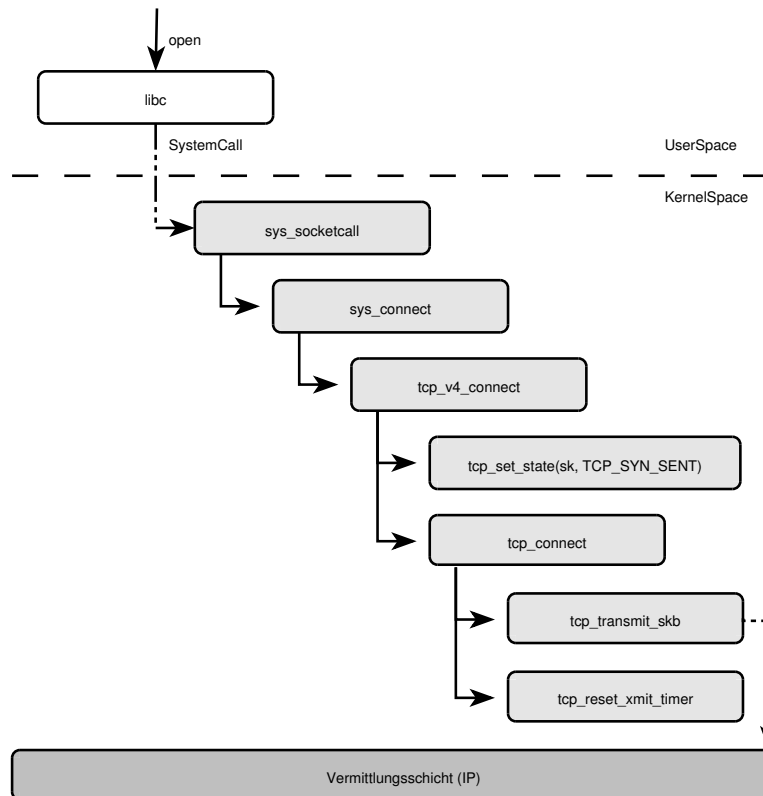 open
libc
SystemCall
UserSpace
KernelSpace
sys_socketcall
sys_connect
tcp_v4_connect
tcp_set_state(sk, TCP_SYN_SENT)
tcp_connect
tcp_transmit_skb
tcp_reset_xmit_timer
Vermittlungsschicht (IP)